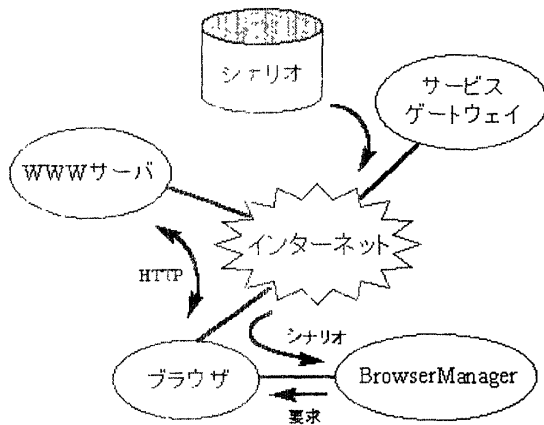 シナリオ
サービス
ゲートウェイ
WWWサーバ
インターネット
HTTP
シナリオ
ブラウザ
BrowserManager
要求